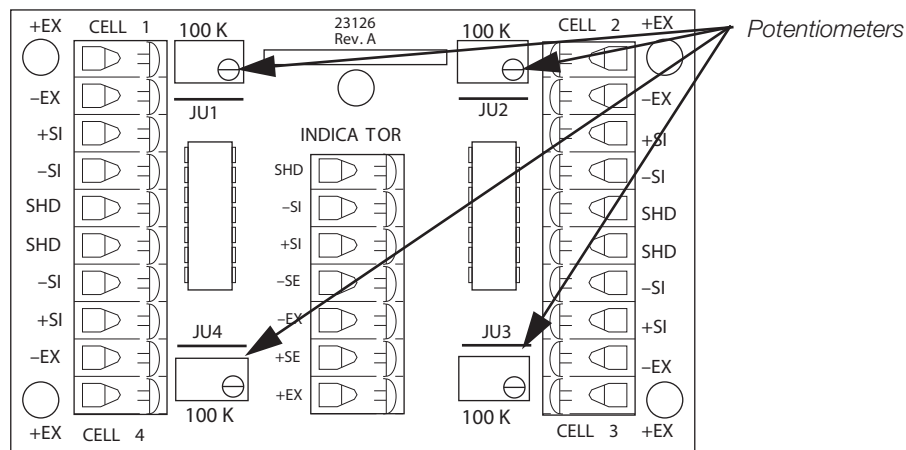 +EX CELL 1
100 K
23126
Rev. A
100 K
CELL 2 +EX
Potentiometers
–EX
+SI
–SI
SHD
SHD
–SI
+SI
–EX
+EX
CELL 4
JU1
JU2
INDICA TOR
SHD
–SI
+SI
–SE
–EX
+SE
+EX
JU4
100 K
JU3
100 K
–EX
+SI
–SI
SHD
SHD
–SI
+SI
–EX
CELL 3 +EX